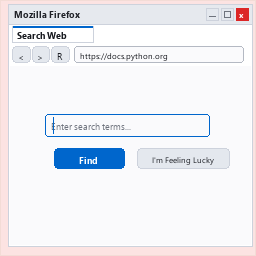 Mozilla Firefox
Search Web
< > R https://docs.python.org
Enter search terms...
Find I'm Feeling Lucky